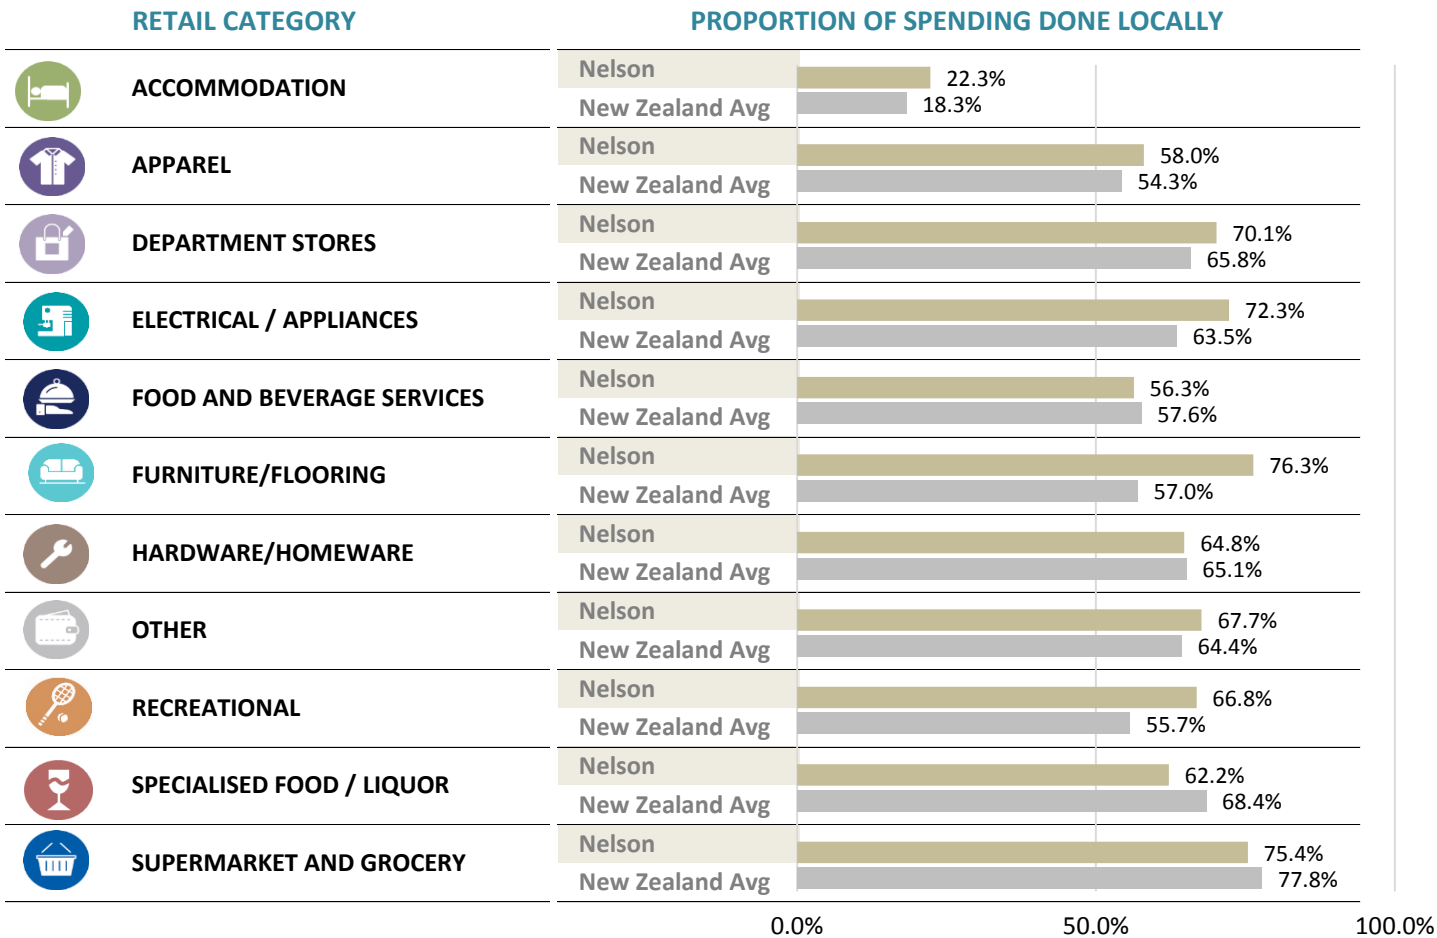 RETAIL CATEGORY PROPORTION OF SPENDING DONE LOCALLY
ACCOMMODATION
Nelson 22.3%
New Zealand Avg 18.3%
APPAREL
Nelson 58.0%
New Zealand Avg 54.3%
DEPARTMENT STORES
Nelson 70.1%
New Zealand Avg 65.8%
ELECTRICAL / APPLIANCES
Nelson 72.3%
New Zealand Avg 63.5%
FOOD AND BEVERAGE SERVICES
Nelson 56.3%
New Zealand Avg 57.6%
FURNITURE/FLOORING
Nelson 76.3%
New Zealand Avg 57.0%
HARDWARE/HOMEWARE
Nelson 64.8%
New Zealand Avg 65.1%
OTHER
Nelson 67.7%
New Zealand Avg 64.4%
RECREATIONAL
Nelson 66.8%
New Zealand Avg 55.7%
SPECIALISED FOOD / LIQUOR
Nelson 62.2%
New Zealand Avg 68.4%
SUPERMARKET AND GROCERY
Nelson 75.4%
New Zealand Avg 77.8%
0.0% 50.0% 100.0%